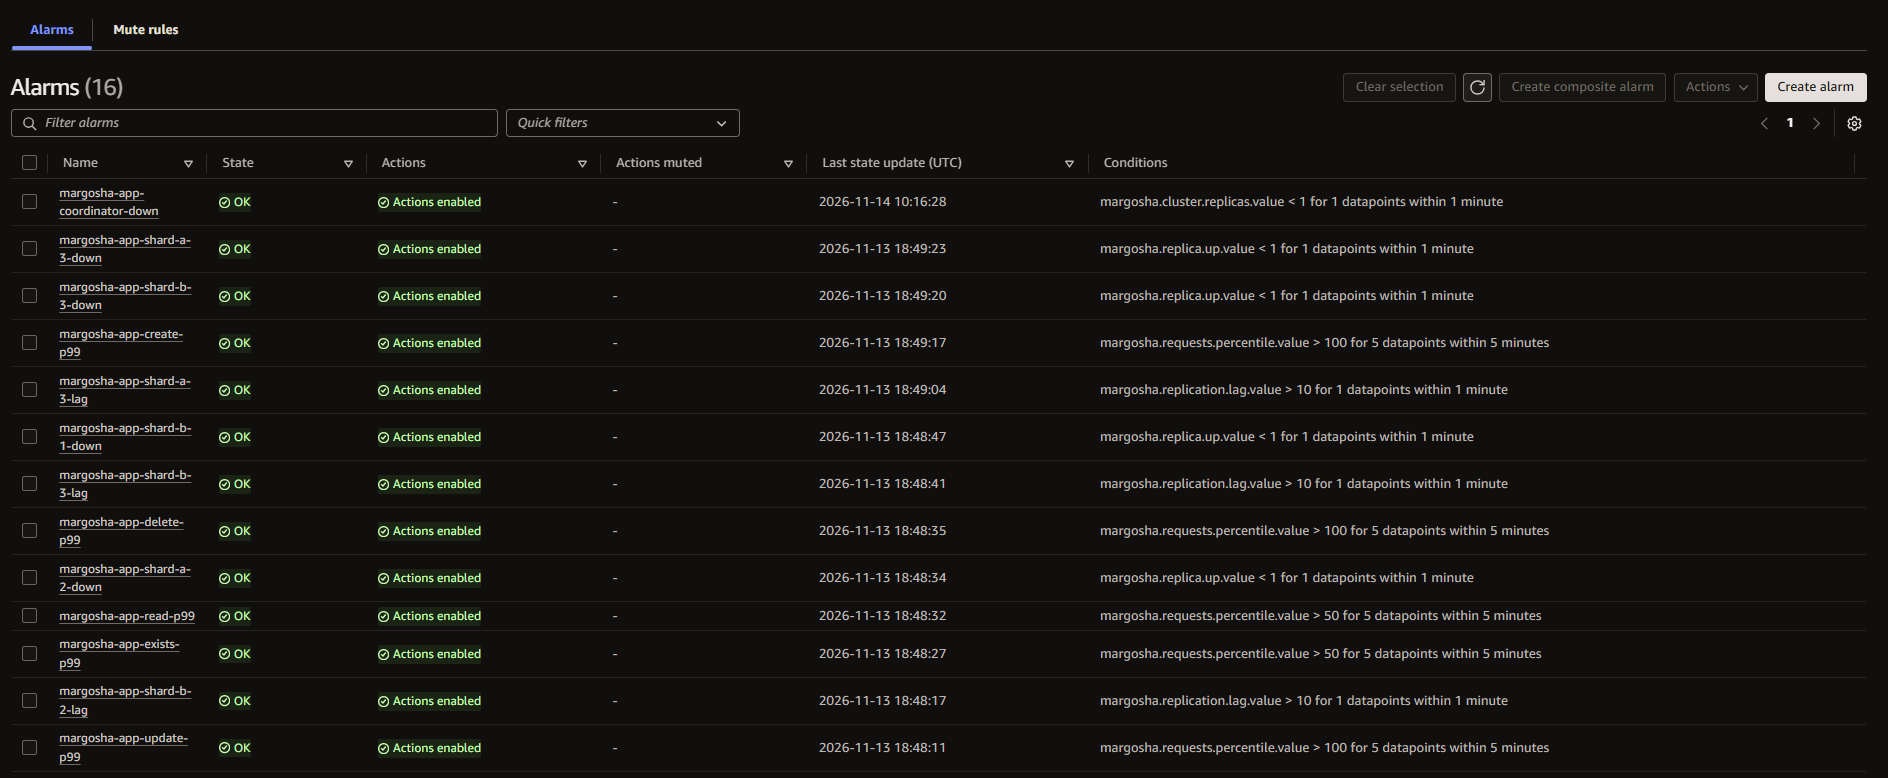 Alarms
Mute rules
Alarms (16)
Clear selection
Create composite alarm
Actions
Create alarm
Filter alarms
Quick filters
1
Name
State
Actions
Actions muted
Last state update (UTC)
Conditions
margosha-app-
coordinator-down
OK
Actions enabled
-
2026-11-14 10:16:28
margosha.cluster.replicas.value < 1 for 1 datapoints within 1 minute
margosha-app-shard-a-
3-down
OK
Actions enabled
-
2026-11-13 18:49:23
margosha.replica.up.value < 1 for 1 datapoints within 1 minute
margosha-app-shard-b-
3-down
OK
Actions enabled
-
2026-11-13 18:49:20
margosha.replica.up.value < 1 for 1 datapoints within 1 minute
margosha-app-create-
p99
OK
Actions enabled
-
2026-11-13 18:49:17
margosha.requests.percentile.value > 100 for 5 datapoints within 5 minutes
margosha-app-shard-a-
3-lag
OK
Actions enabled
-
2026-11-13 18:49:04
margosha.replication.lag.value > 10 for 1 datapoints within 1 minute
margosha-app-shard-b-
1-down
OK
Actions enabled
-
2026-11-13 18:48:47
margosha.replica.up.value < 1 for 1 datapoints within 1 minute
margosha-app-shard-b-
3-lag
OK
Actions enabled
-
2026-11-13 18:48:41
margosha.replication.lag.value > 10 for 1 datapoints within 1 minute
margosha-app-delete-
p99
OK
Actions enabled
-
2026-11-13 18:48:35
margosha.requests.percentile.value > 100 for 5 datapoints within 5 minutes
margosha-app-shard-a-
2-down
OK
Actions enabled
-
2026-11-13 18:48:34
margosha.replica.up.value < 1 for 1 datapoints within 1 minute
margosha-app-read-p99
OK
Actions enabled
-
2026-11-13 18:48:32
margosha.requests.percentile.value > 50 for 5 datapoints within 5 minutes
margosha-app-exists-
p99
OK
Actions enabled
-
2026-11-13 18:48:27
margosha.requests.percentile.value > 50 for 5 datapoints within 5 minutes
margosha-app-shard-b-
2-lag
OK
Actions enabled
-
2026-11-13 18:48:17
margosha.replication.lag.value > 10 for 1 datapoints within 1 minute
margosha-app-update-
p99
OK
Actions enabled
-
2026-11-13 18:48:11
margosha.requests.percentile.value > 100 for 5 datapoints within 5 minutes